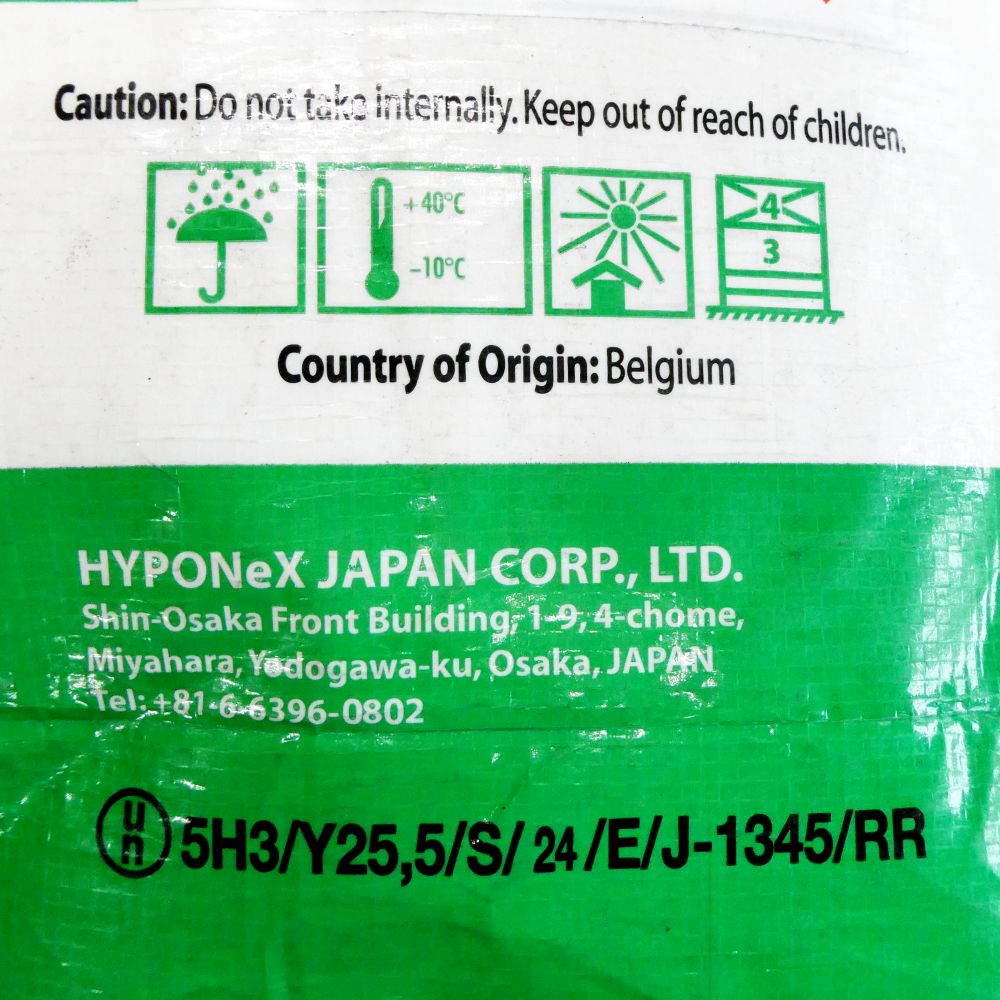 Caution: Do not take internally. Keep out of reach of children.
+40°C
-10°C
4
3
Country of Origin: Belgium
HYPONeX JAPAN CORP., LTD.
Shin-Osaka Front Building, 1-9, 4-chome,
Miyahara, Yodogawa-ku, Osaka, JAPAN
Tel: +81-6-6396-0802
un 5H3/Y25,5/S/ 24 /E/J-1345/RR